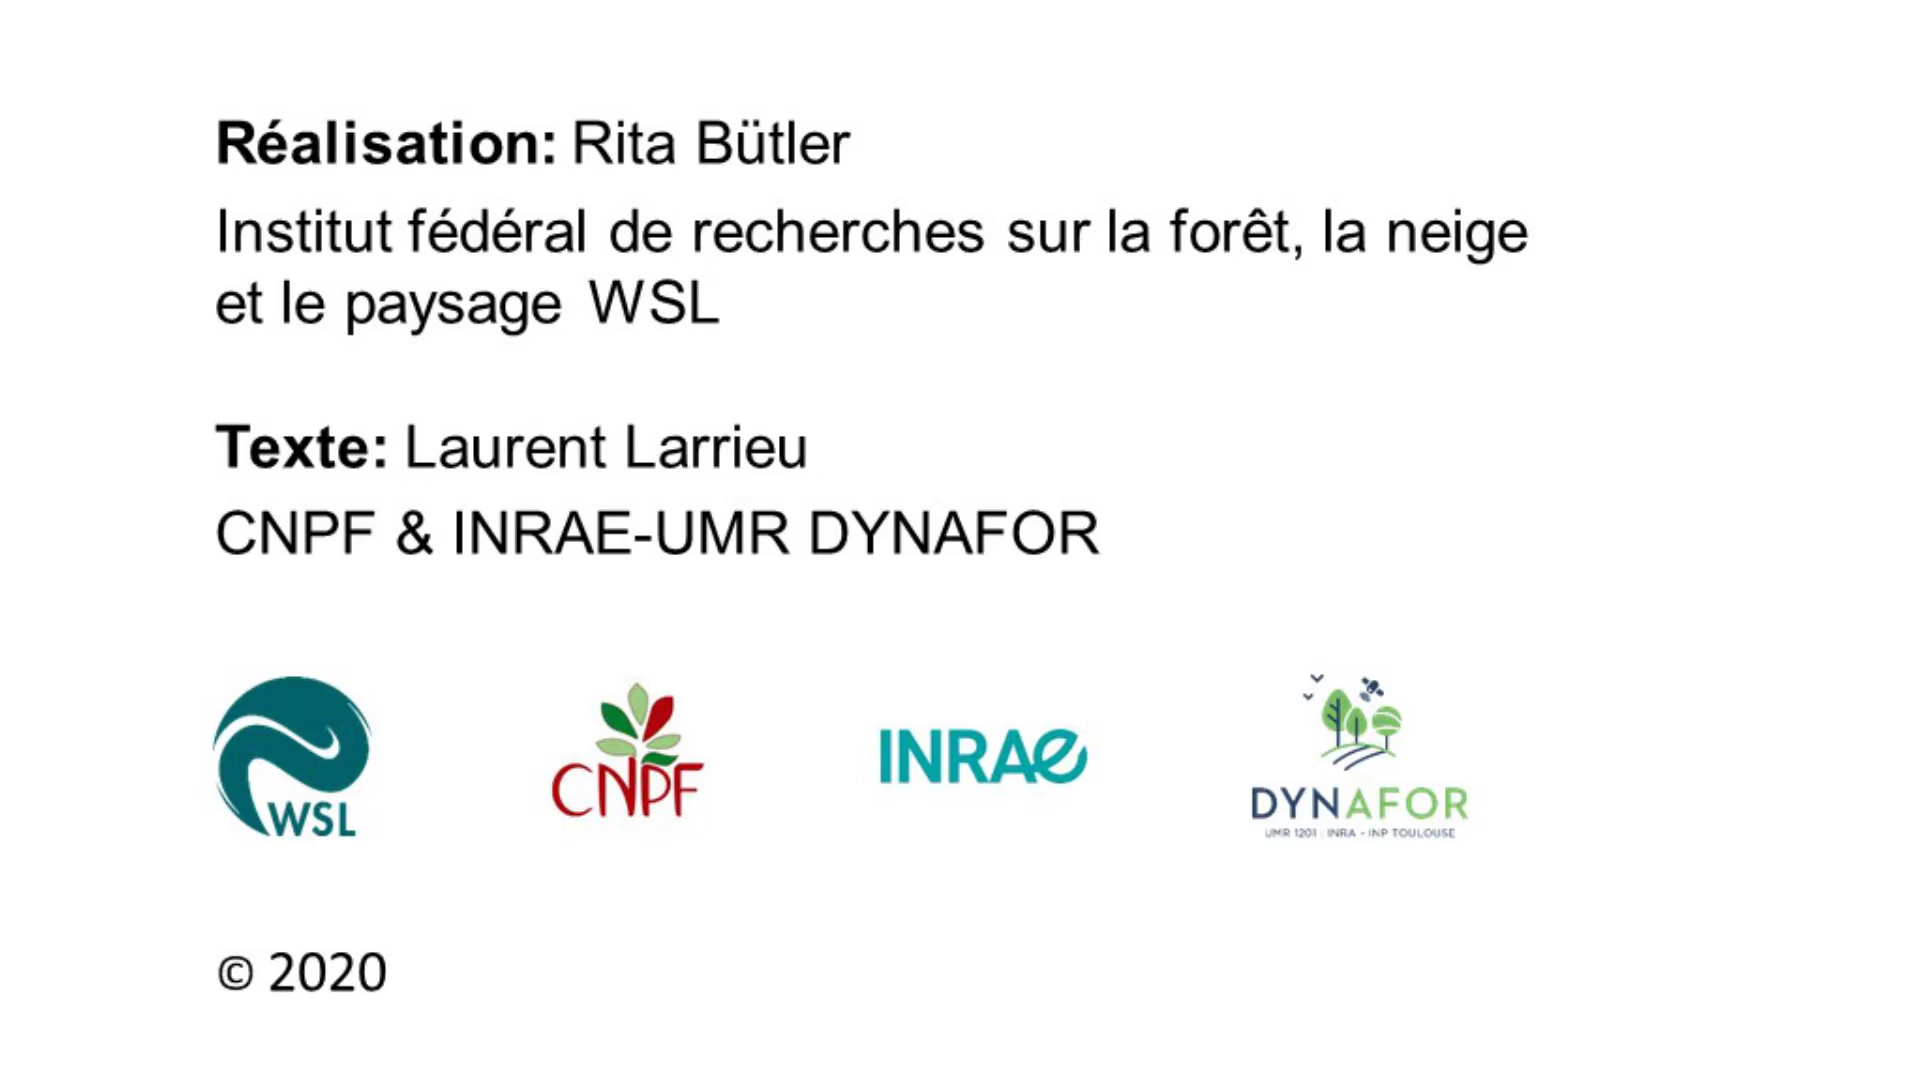 Réalisation: Rita Bütler
Institut fédéral de recherches sur la forêt, la neige
et le paysage WSL
Texte: Laurent Larrieu
CNPF & INRAE-UMR DYNAFOR
WSL
CNPF
INRAE
DYNAFOR
UMR 1201 | INRA - INP TOULOUSE
© 2020